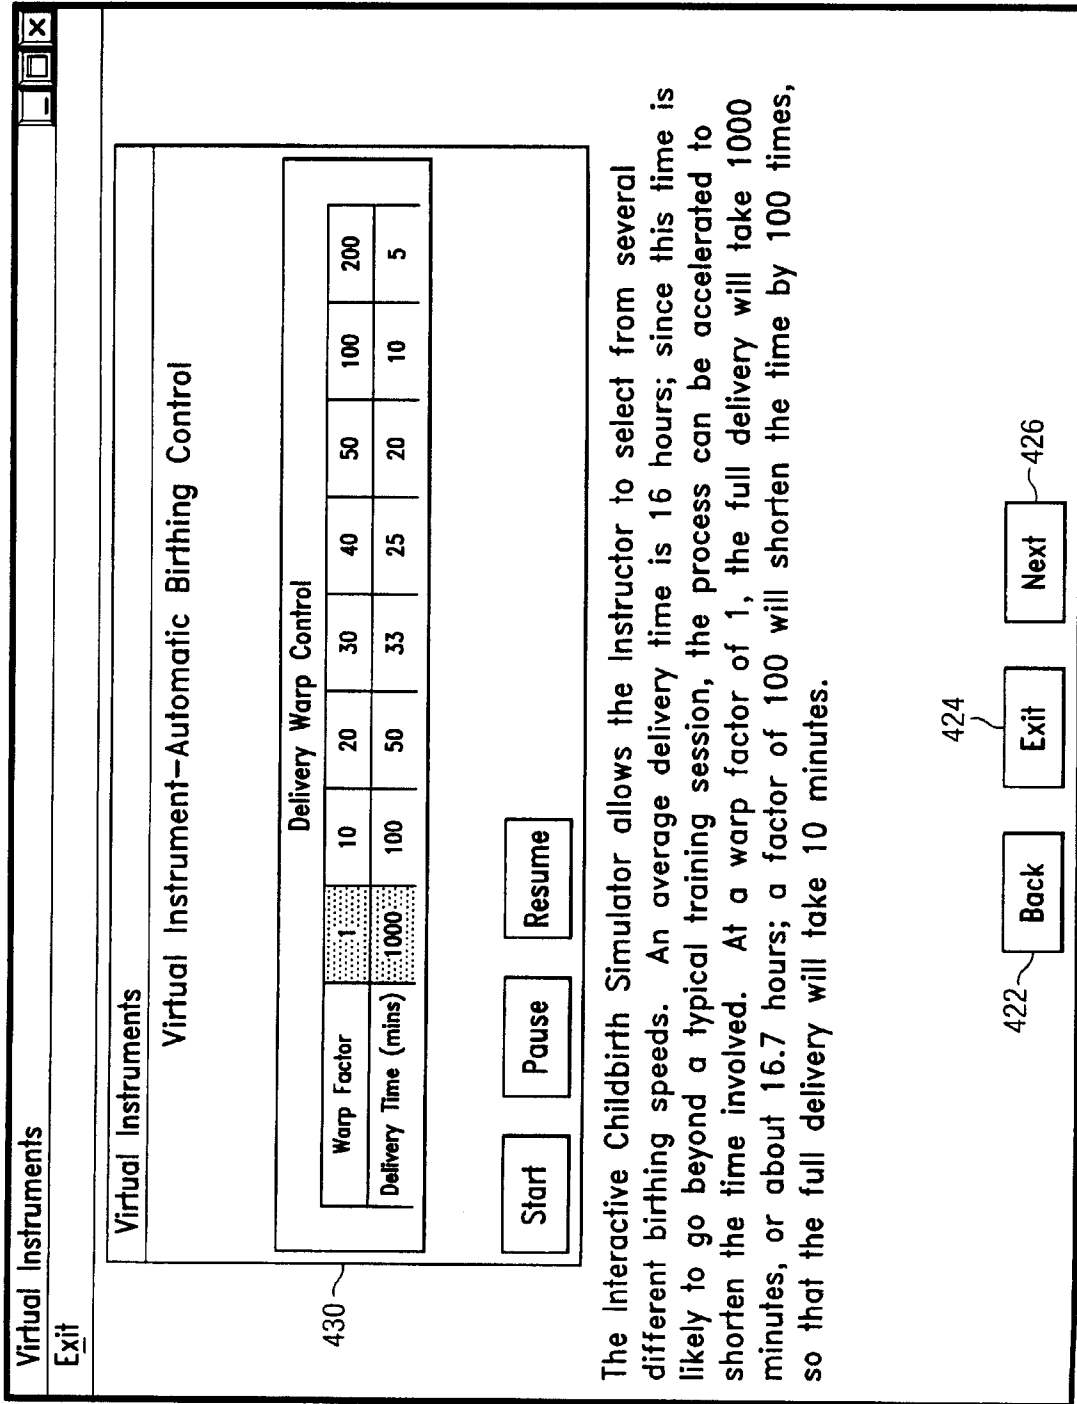 Virtual Instruments
Exit
Virtual Instruments
Virtual Instrument—Automatic Birthing Control
Delivery Warp Control
Warp Factor 1 10 20 30 40 50 100 200
Delivery Time (mins) 1000 100 50 33 25 20 10 5
430
Start Pause Resume
The Interactive Childbirth Simulator allows the Instructor to select from several
different birthing speeds. An average delivery time is 16 hours; since this time is
likely to go beyond a typical training session, the process can be accelerated to
shorten the time involved. At a warp factor of 1, the full delivery will take 1000
minutes, or about 16.7 hours; a factor of 100 will shorten the time by 100 times,
so that the full delivery will take 10 minutes.
424
422 Back Exit Next 426